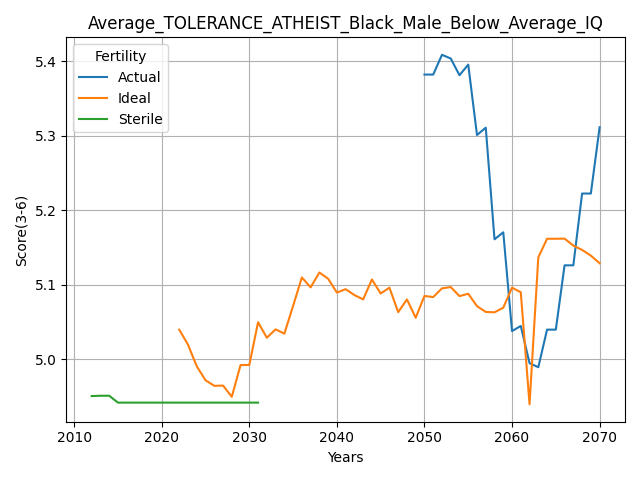 Average_TOLERANCE_ATHEIST_Black_Male_Below_Average_IQ
Fertility
Actual
Ideal
Sterile
Score(3-6)
5.4
5.3
5.2
5.1
5.0
2010 2020 2030 2040 2050 2060 2070
Years